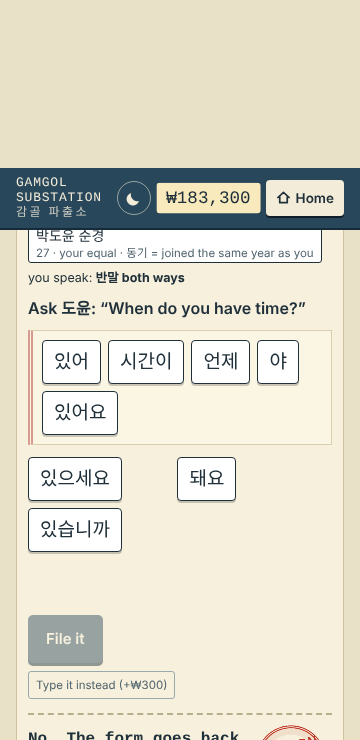 GAMGOL
SUBSTATION
감골 파출소
₩183,300
Home
박도윤 순경
27 · your equal · 동기 = joined the same year as you
you speak: 반말 both ways
Ask 도윤: “When do you have time?”
있어 시간이 언제 야
있어요
있으세요 돼요
있습니까
File it
Type it instead (+₩300)
No. The form goes back